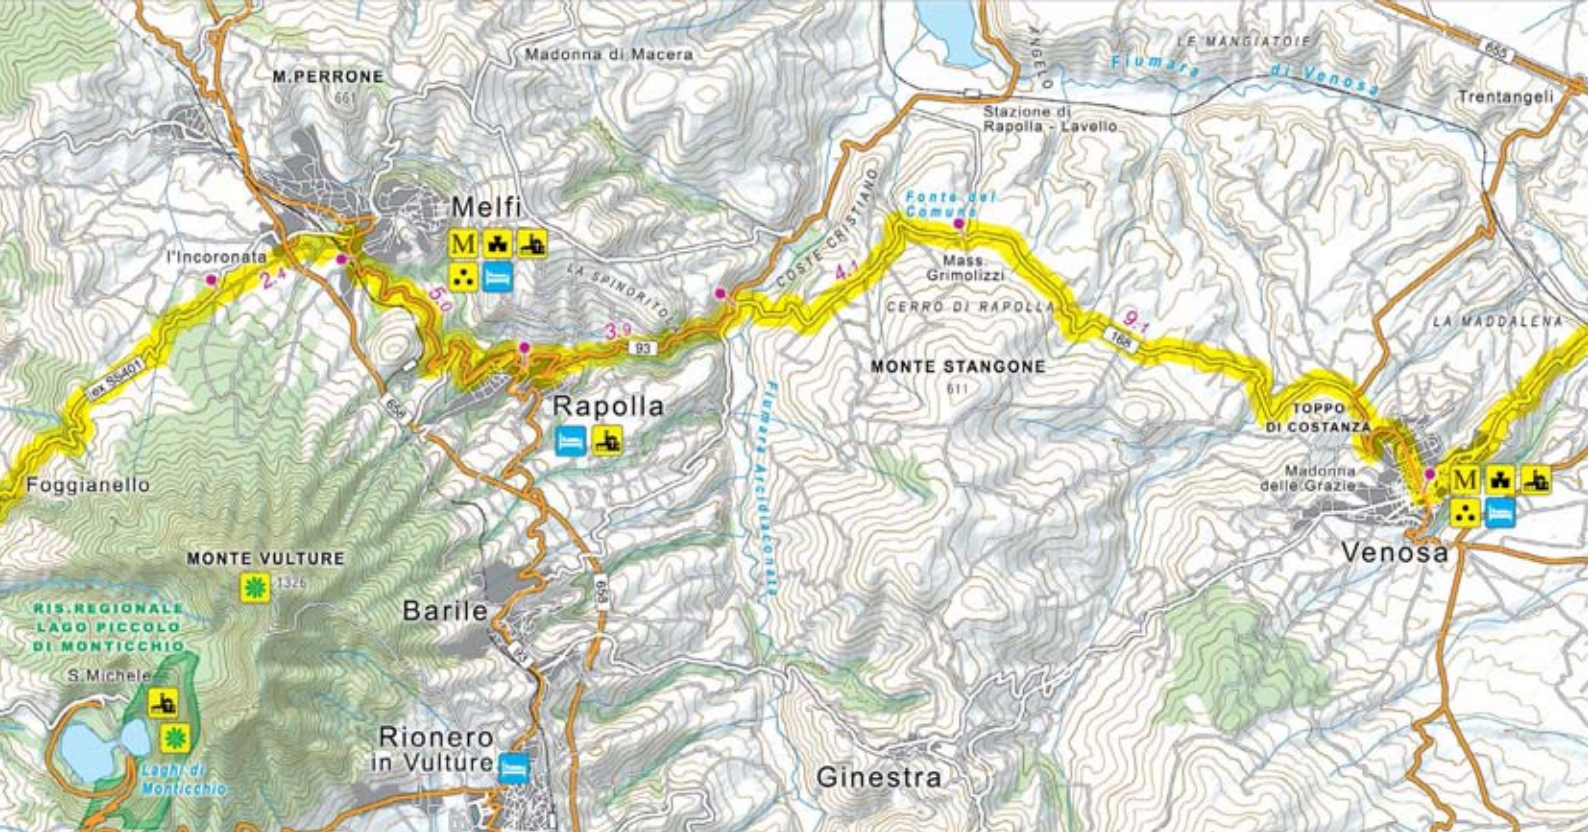 655
LE MANGIATOIE
ANGELO
Madonna di Macera
Fiumara di Venosa
M.PERRONE
661
Trentangeli
Stazione di
Rapolla - Lavello
Melfi
M
Fonte del
Comune
COSTE CRISTIANO
l'Incoronata
2.4
5.0
LA SPINORITO
4.1
Mass.
Grimolizzi
CERRO DI RAPOLLA
9.1
LA MADDALENA
3.9
93
168
ex SS401
MONTE STANGONE
611
658
Rapolla
TOPPO
DI COSTANZA
Fiumara Arcidiaconata
Foggianello
Madonna
delle Grazie
M
Venosa
MONTE VULTURE
1326
658
RIS.REGIONALE
LAGO PICCOLO
DI MONTICCHIO
Barile
93
S.Michele
Rionero
in Vulture
Laghi di
Monticchio
Ginestra